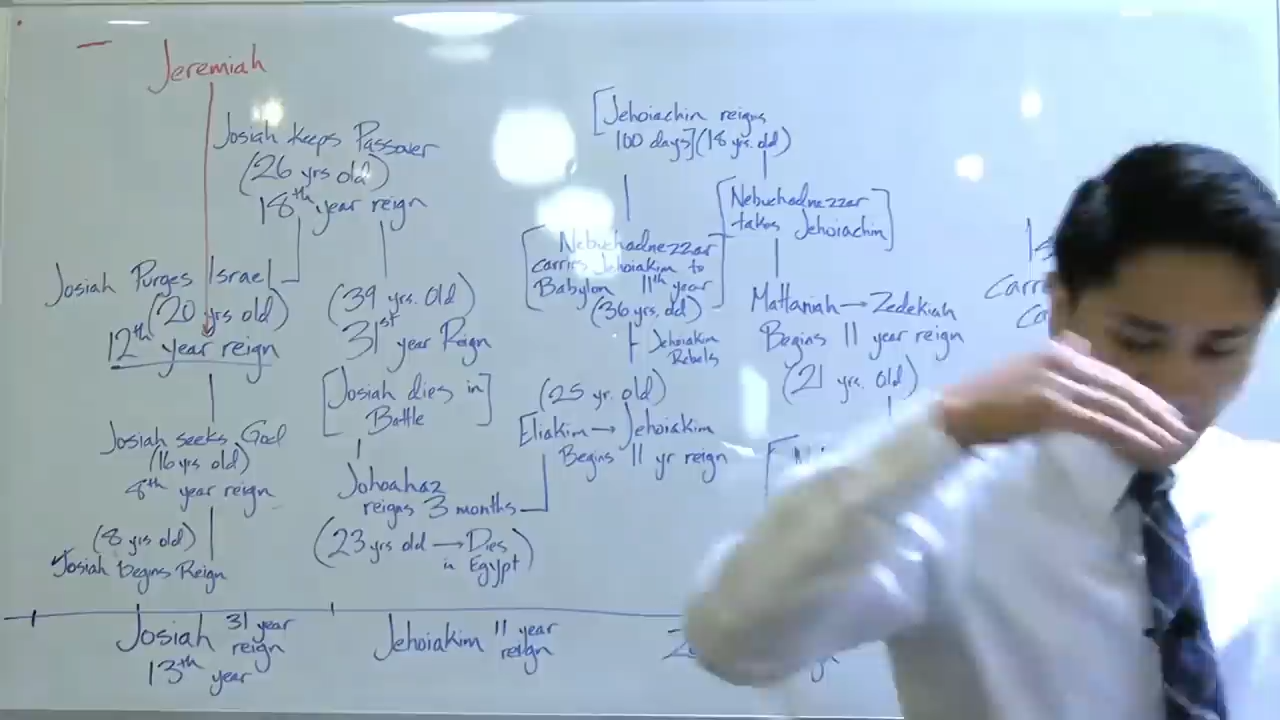 Jeremiah
Josiah keeps Passover
(26 yrs old)
18th year reign
Josiah Purges Israel
(20 yrs old)
12th year reign
Josiah seeks God
(16 yrs old)
8th year reign
(8 yrs old)
Josiah begins Reign
(39 yrs. Old)
31st year Reign
[Josiah dies in
Battle]
Johoahaz
reigns 3 months
(23 yrs old → Dies
in Egypt)
[Jehoiachin reigns
100 days] (18 yrs. old)
[Nebuchadnezzar
carries Jehoiakim to
Babylon 11th year]
(36 yrs. old)
Jehoiakim
Rebels
(25 yr. old)
Eliakim → Jehoiakim
Begins 11 yr reign
[Nebuchadnezzar
takes Jehoiachin]
Mattaniah → Zedekiah
Begins 11 year reign
(21 yrs. Old)
Josiah 31 year
reign
13th year
Jehoiakim 11 year
reign